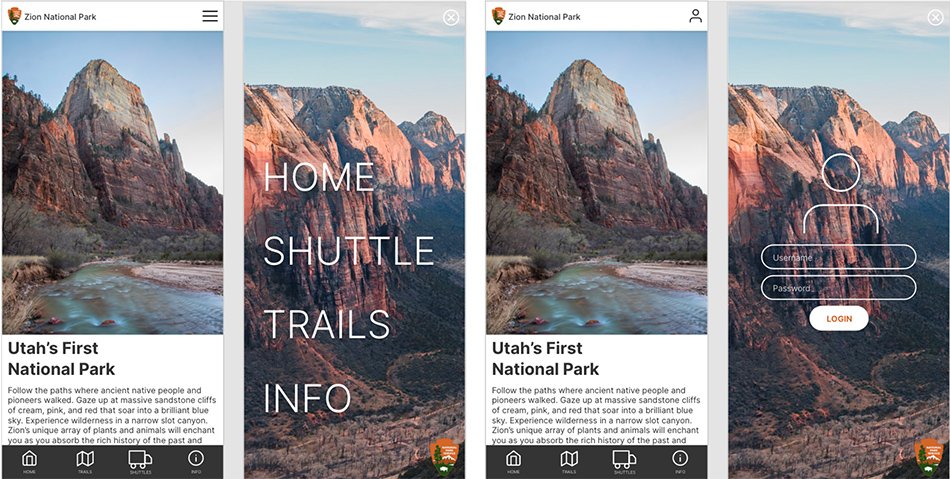 Zion National Park
Utah’s First
National Park
Follow the paths where ancient native people and
pioneers walked. Gaze up at massive sandstone cliffs
of cream, pink, and red that soar into a brilliant blue
sky. Experience wilderness in a narrow slot canyon.
Zion’s unique array of plants and animals will enchant
you as you absorb the rich history of the past and
HOME
TRAILS
SHUTTLES
INFO
HOME
SHUTTLE
TRAILS
INFO
Zion National Park
Utah’s First
National Park
Follow the paths where ancient native people and
pioneers walked. Gaze up at massive sandstone cliffs
of cream, pink, and red that soar into a brilliant blue
sky. Experience wilderness in a narrow slot canyon.
Zion’s unique array of plants and animals will enchant
you as you absorb the rich history of the past and
HOME
TRAILS
SHUTTLES
INFO
Username
Password
LOGIN